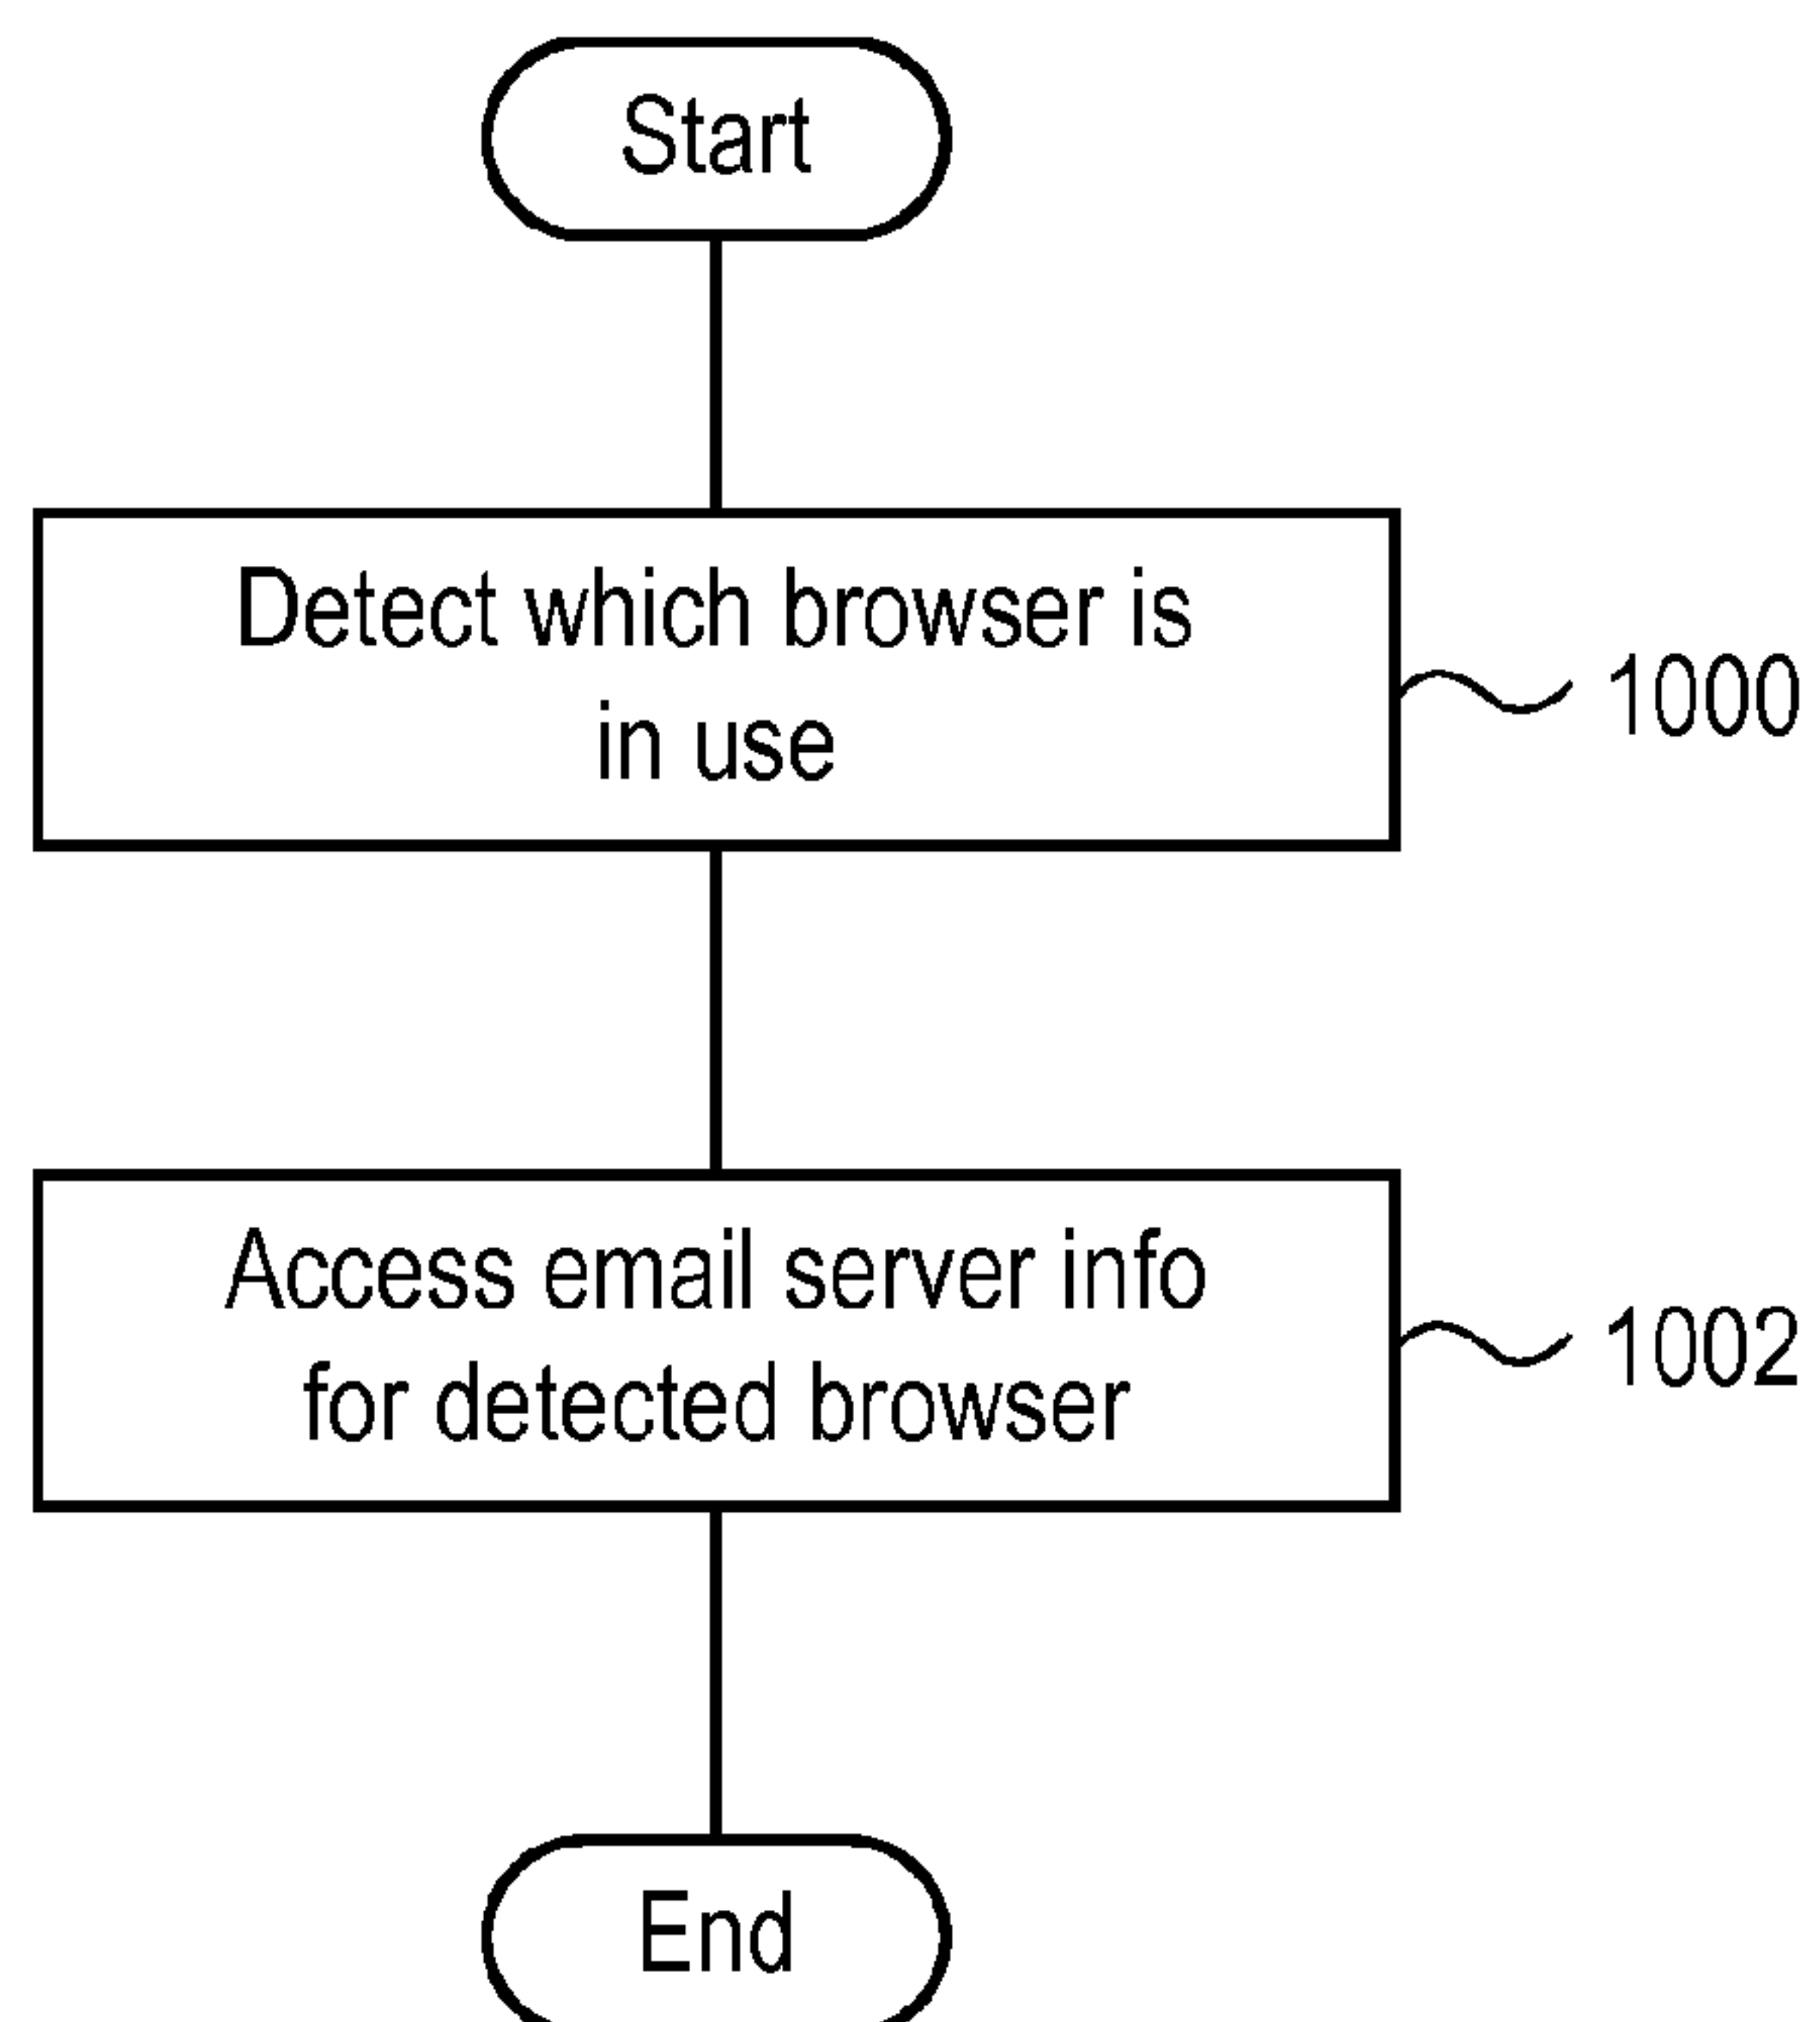 Start
Detect which browser is
in use
1000
Access email server info
for detected browser
1002
End